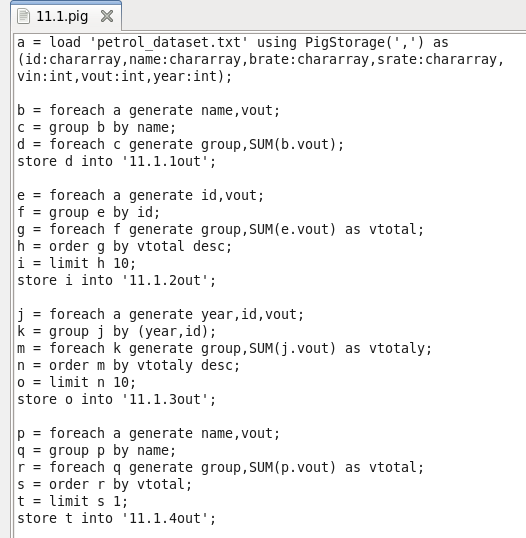 11.1.pig
a = load 'petrol_dataset.txt' using PigStorage(',') as
(id:chararray,name:chararray,brate:chararray,srate:chararray,
vin:int,vout:int,year:int);
b = foreach a generate name,vout;
c = group b by name;
d = foreach c generate group,SUM(b.vout);
store d into '11.1.1out';
e = foreach a generate id,vout;
f = group e by id;
g = foreach f generate group,SUM(e.vout) as vtotal;
h = order g by vtotal desc;
i = limit h 10;
store i into '11.1.2out';
j = foreach a generate year,id,vout;
k = group j by (year,id);
m = foreach k generate group,SUM(j.vout) as vtotaly;
n = order m by vtotaly desc;
o = limit n 10;
store o into '11.1.3out';
p = foreach a generate name,vout;
q = group p by name;
r = foreach q generate group,SUM(p.vout) as vtotal;
s = order r by vtotal;
t = limit s 1;
store t into '11.1.4out';